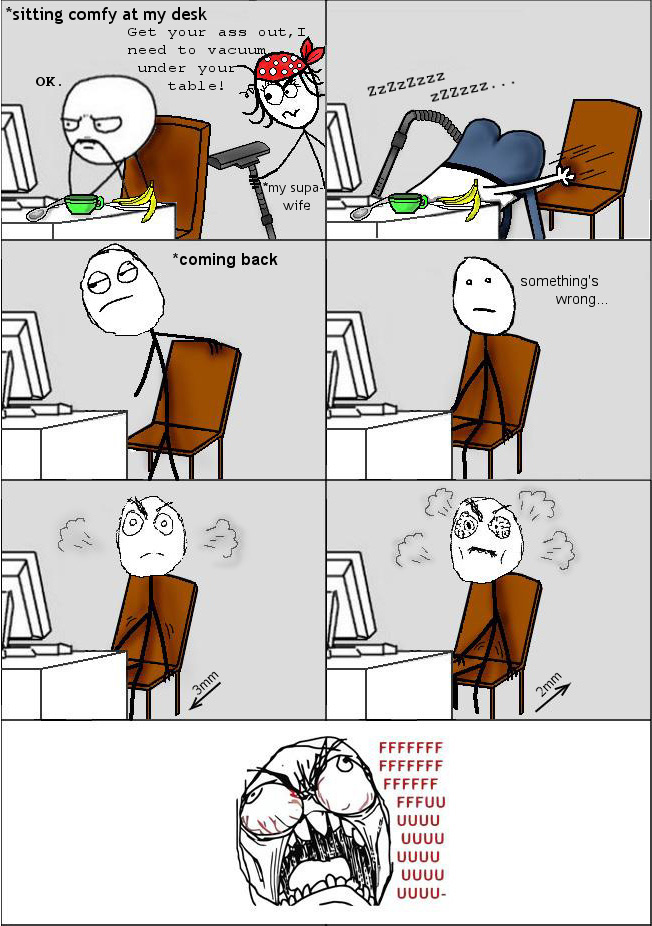 *sitting comfy at my desk
Get your ass out,I
need to vacuum
under your
table!
OK.
*my supa-
wife
ZzZzZzzz
zZZzzz...
*coming back
something's
wrong...
3mm
2mm
FFFFFFF
FFFFFFF
FFFFFF
FFFUU
UUUU
UUUU
UUUU
UUUU
UUUU-